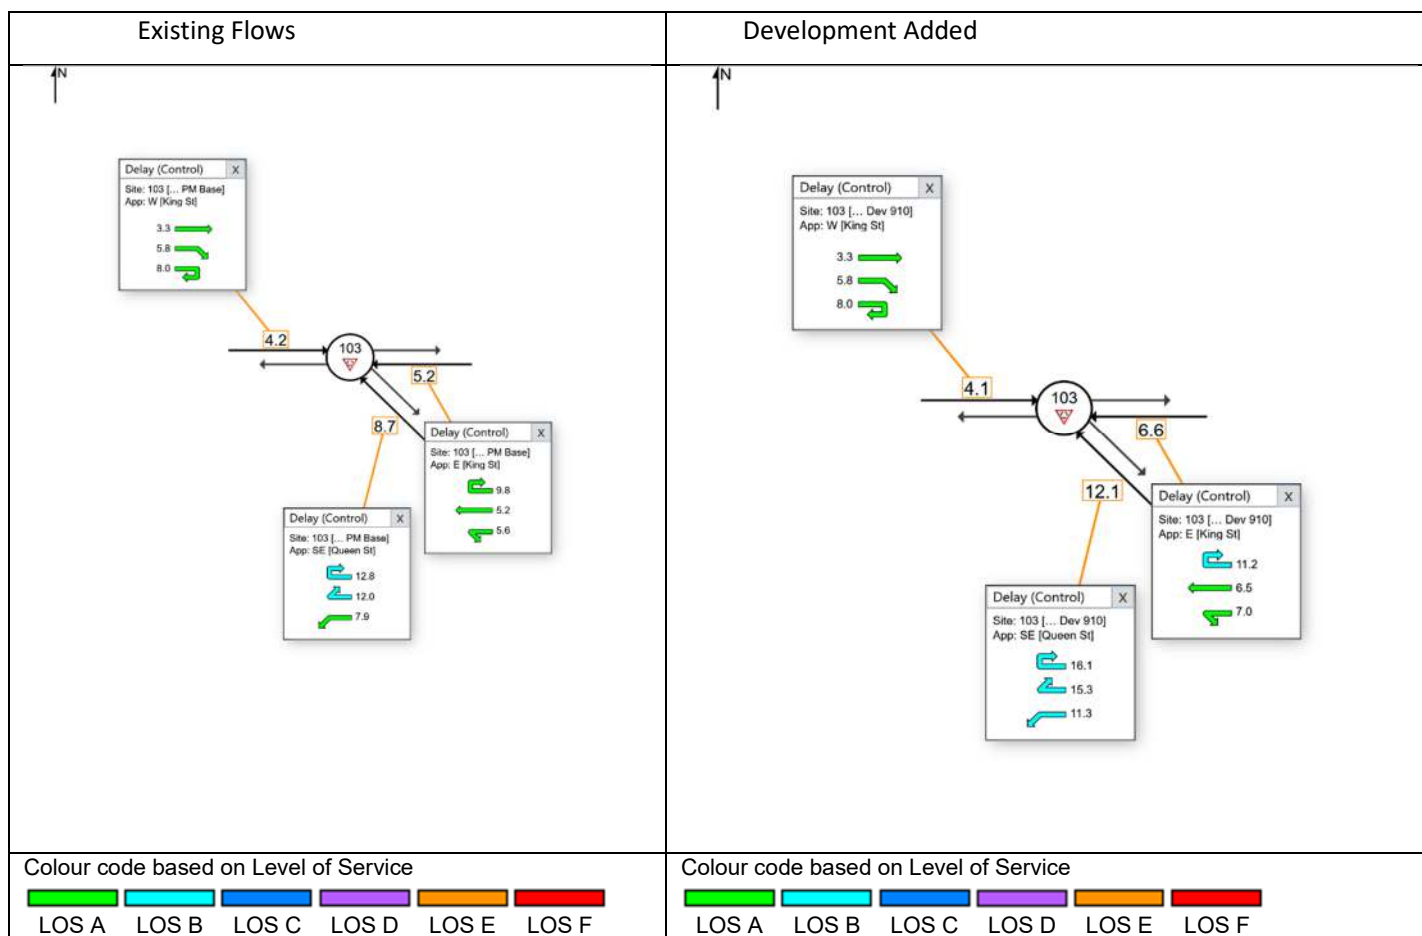 Existing Flows
Development Added
N
Delay (Control) X
Site: 103 [... PM Base]
App: W [King St]
3.3
5.8
8.0
4.2
103
5.2
8.7
Delay (Control) X
Site: 103 [... PM Base]
App: E [King St]
9.8
5.2
5.6
Delay (Control) X
Site: 103 [... PM Base]
App: SE [Queen St]
12.8
12.0
7.9
N
Delay (Control) X
Site: 103 [... Dev 910]
App: W [King St]
3.3
5.8
8.0
4.1
103
6.6
12.1
Delay (Control) X
Site: 103 [... Dev 910]
App: E [King St]
11.2
6.5
7.0
Delay (Control) X
Site: 103 [... Dev 910]
App: SE [Queen St]
16.1
15.3
11.3
Colour code based on Level of Service
LOS A LOS B LOS C LOS D LOS E LOS F
Colour code based on Level of Service
LOS A LOS B LOS C LOS D LOS E LOS F